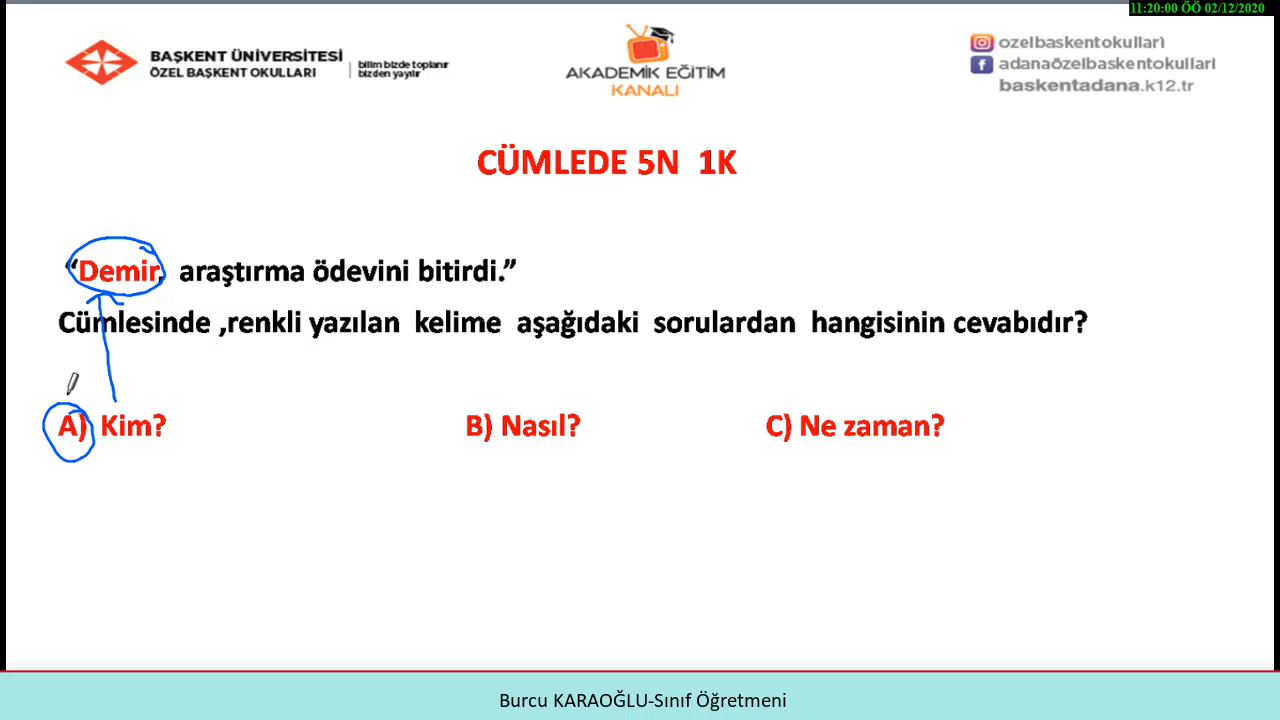 11:20:00 ÖÖ 02/12/2020
BAŞKENT ÜNİVERSİTESİ
ÖZEL BAŞKENT OKULLARI
bilim bizde toplanır
bizden yayılır
AKADEMİK EĞİTİM
KANALI
ozelbaskentokullari
adanaözelbaskentokullari
baskentadana.k12.tr
CÜMLEDE 5N 1K
“Demir, araştırma ödevini bitirdi.”
Cümlesinde ,renkli yazılan kelime aşağıdaki sorulardan hangisinin cevabıdır?
A) Kim? B) Nasıl? C) Ne zaman?
Burcu KARAOĞLU-Sınıf Öğretmeni